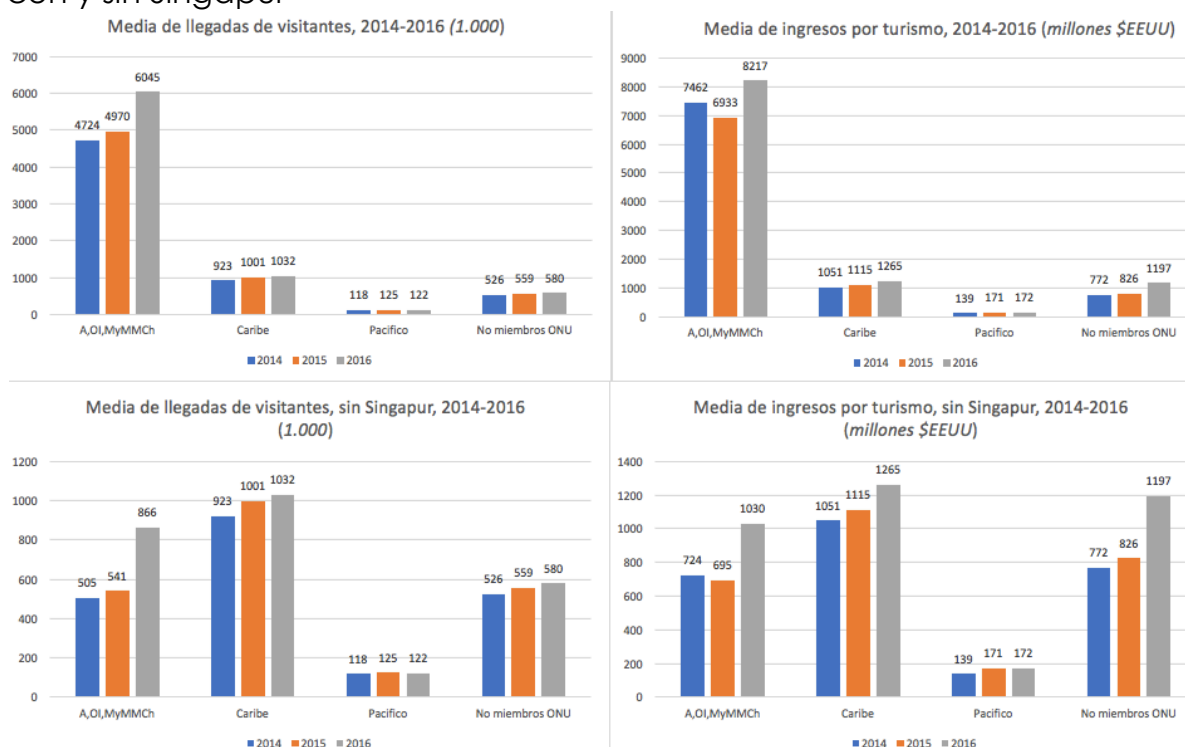 con y sin Singapur
Media de llegadas de visitantes, 2014-2016 (1.000)
7000
6000
5000
4000
3000
2000
1000
0
4724 4970 6045
923 1001 1032
118 125 122
526 559 580
A,OI,MyMMCh Caribe Pacifico No miembros ONU
2014 2015 2016
Media de ingresos por turismo, 2014-2016 (millones $EEUU)
9000
8000
7000
6000
5000
4000
3000
2000
1000
0
7462 6933 8217
1051 1115 1265
139 171 172
772 826 1197
A,OI,MyMMCh Caribe Pacifico No miembros ONU
2014 2015 2016
Media de llegadas de visitantes, sin Singapur, 2014-2016
(1.000)
1200
1000
800
600
400
200
0
505 541 866
923 1001 1032
118 125 122
526 559 580
A,OI,MyMMCh Caribe Pacifico No miembros ONU
2014 2015 2016
Media de ingresos por turismo, sin Singapur, 2014-2016
(millones $EEUU)
1400
1200
1000
800
600
400
200
0
724 695 1030
1051 1115 1265
139 171 172
772 826 1197
A,OI,MyMMCh Caribe Pacifico No miembros ONU
2014 2015 2016